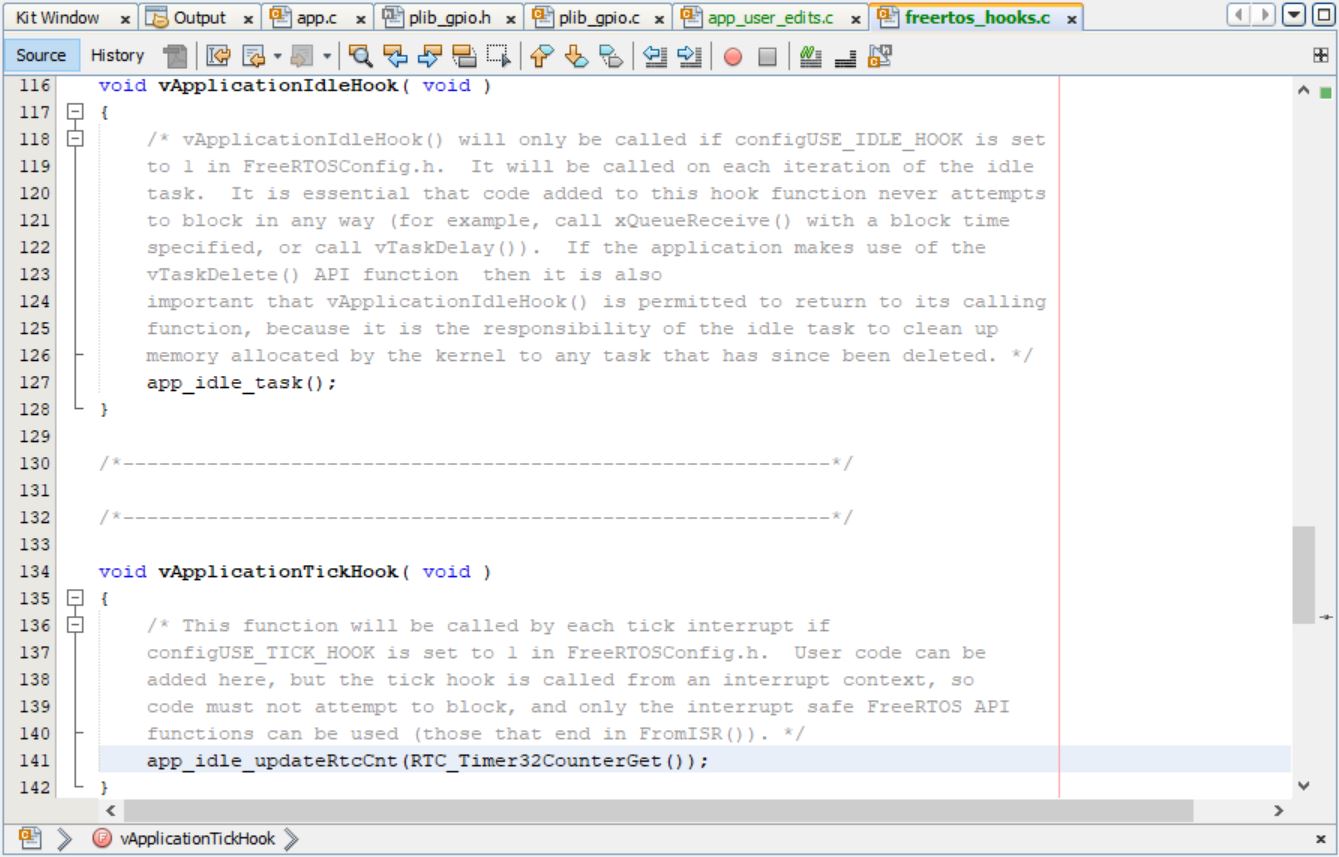 Kit Window x Output x app.c x plib_gpio.h x plib_gpio.c x app_user_edits.c x freertos_hooks.c x
Source History
116 void vApplicationIdleHook( void )
117 {
118 /* vApplicationIdleHook() will only be called if configUSE_IDLE_HOOK is set
119 to 1 in FreeRTOSConfig.h.  It will be called on each iteration of the idle
120 task.  It is essential that code added to this hook function never attempts
121 to block in any way (for example, call xQueueReceive() with a block time
122 specified, or call vTaskDelay()).  If the application makes use of the
123 vTaskDelete() API function  then it is also
124 important that vApplicationIdleHook() is permitted to return to its calling
125 function, because it is the responsibility of the idle task to clean up
126 memory allocated by the kernel to any task that has since been deleted. */
127 app_idle_task();
128 }
129
130 /*-----------------------------------------------------------*/
131
132 /*-----------------------------------------------------------*/
133
134 void vApplicationTickHook( void )
135 {
136 /* This function will be called by each tick interrupt if
137 configUSE_TICK_HOOK is set to 1 in FreeRTOSConfig.h.  User code can be
138 added here, but the tick hook is called from an interrupt context, so
139 code must not attempt to block, and only the interrupt safe FreeRTOS API
140 functions can be used (those that end in FromISR()). */
141 app_idle_updateRtcCnt(RTC_Timer32CounterGet());
142 }
vApplicationTickHook x